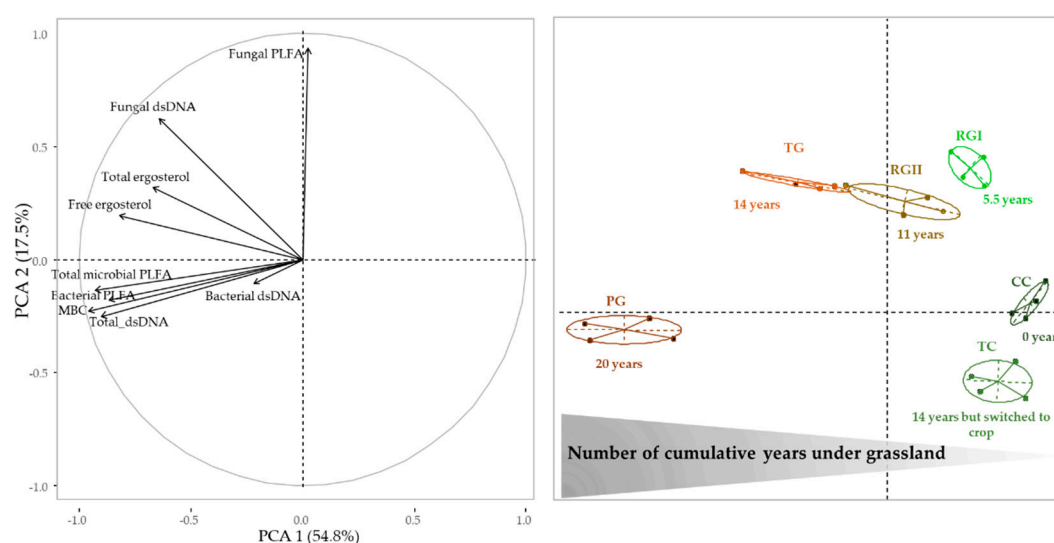 1.0
0.5
0.0
-0.5
-1.0
PCA 2 (17.5%)
Fungal PLFA
Fungal dsDNA
Total ergosterol
Free ergosterol
Total microbial PLFA
Bacterial PLFA
Bacterial dsDNA
MBC
Total_dsDNA
-1.0
-0.5
0.0
0.5
1.0
PCA 1 (54.8%)
TG
14 years
RGII
11 years
RGI
5.5 years
PG
20 years
CC
0 year
TC
14 years but switched to
crop
Number of cumulative years under grassland